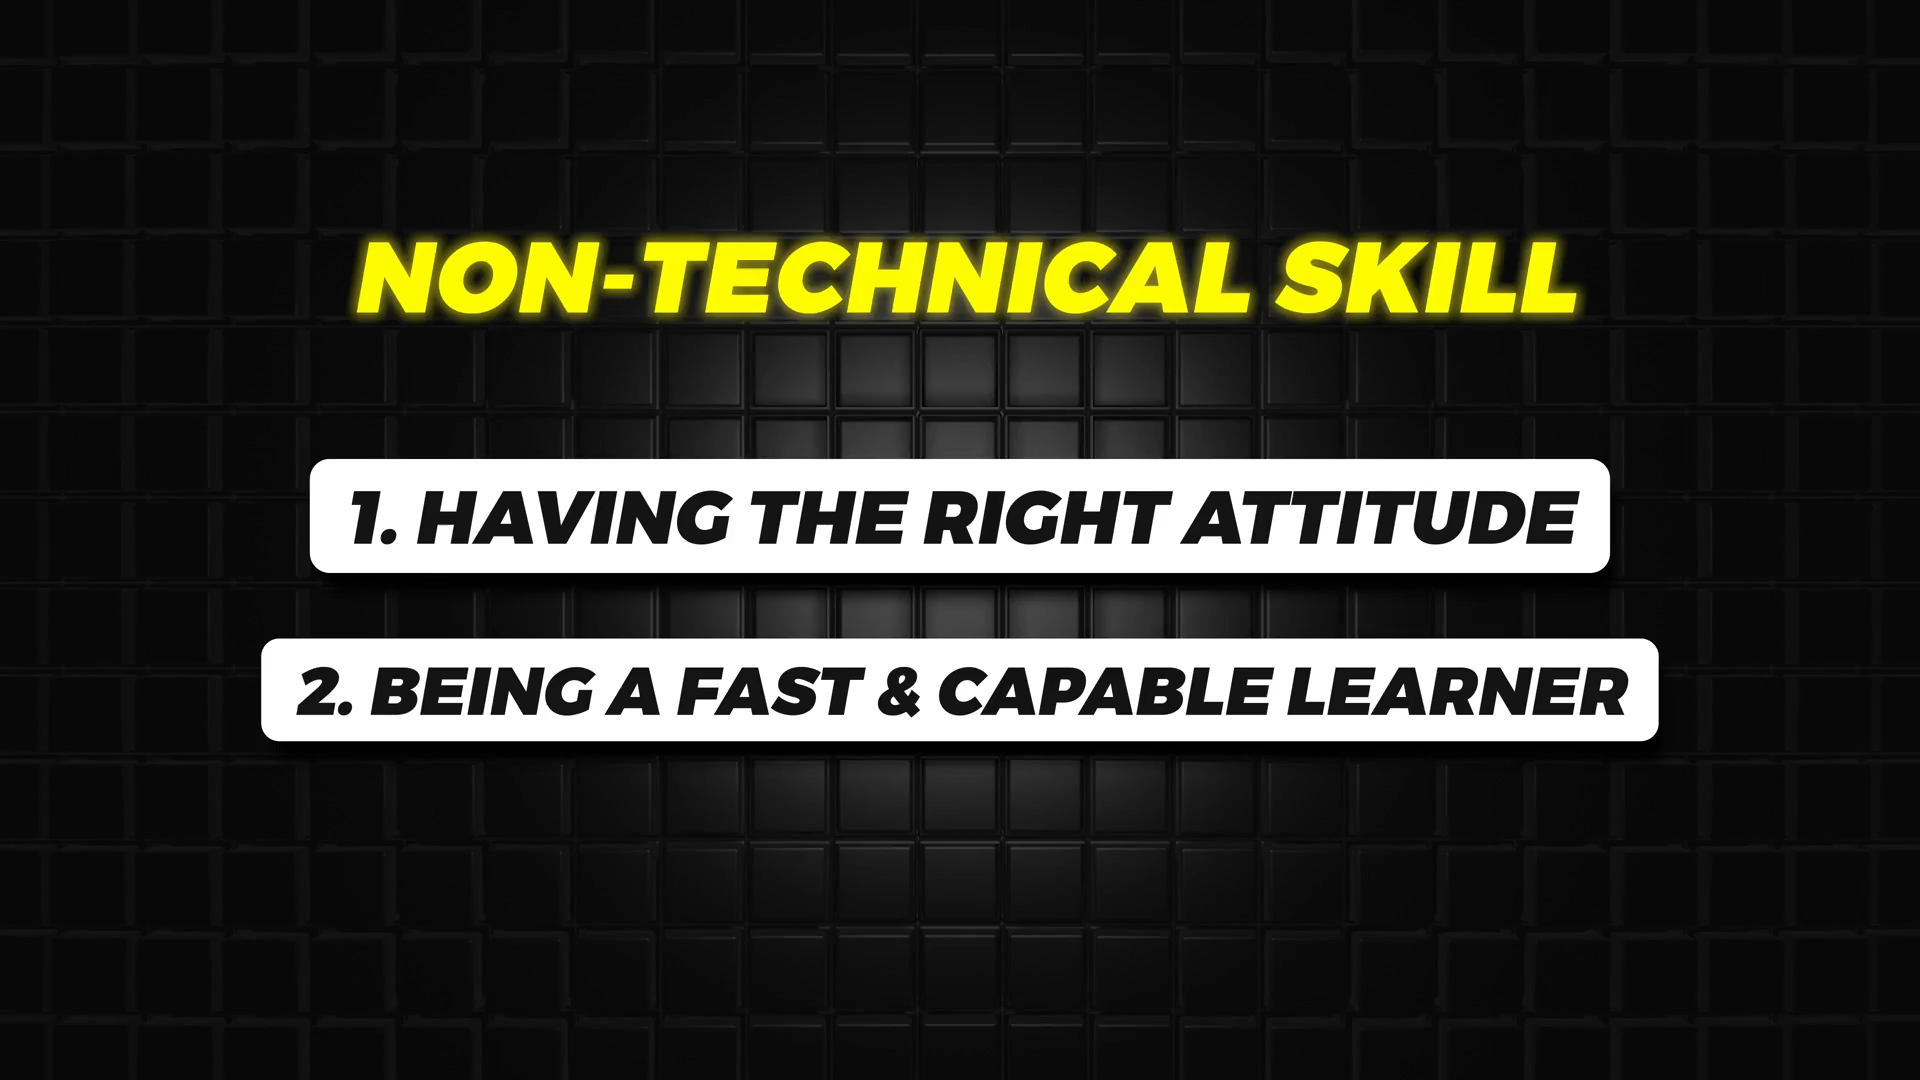 NON-TECHNICAL SKILL
1. HAVING THE RIGHT ATTITUDE
2. BEING A FAST & CAPABLE LEARNER